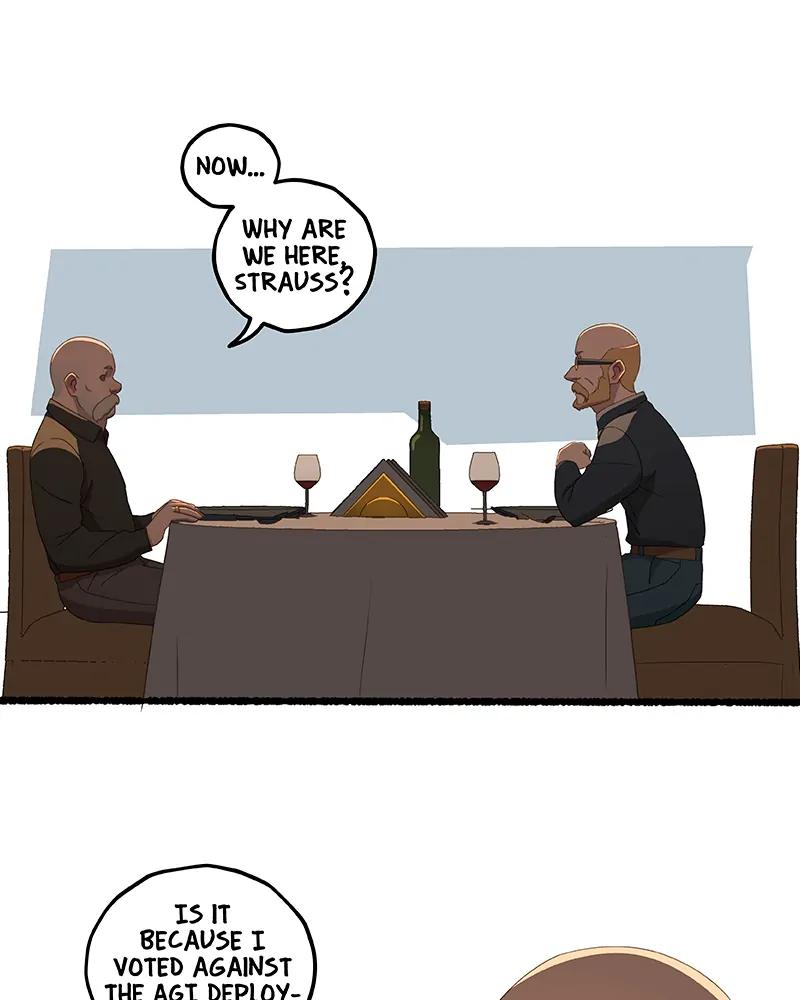 NOW...
WHY ARE
WE HERE,
STRAUSS?
IS IT
BECAUSE I
VOTED AGAINST
THE AGI DEPLOY-